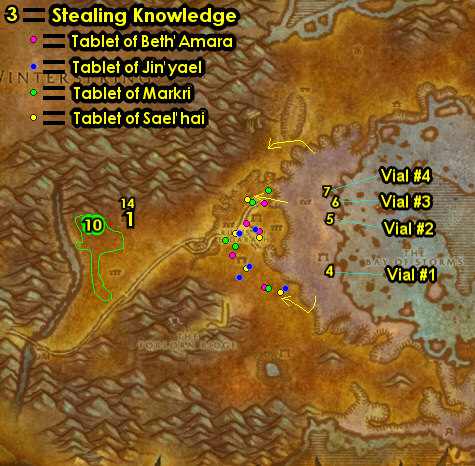 3 = Stealing Knowledge
= Tablet of Beth'Amara
WINTERSPRING
= Tablet of Jin'yael
= Tablet of Markri
= Tablet of Sael'hai
Vial #4
7
14
6
Vial #3
1
10
5
Vial #2
THE
BAY OF STORMS
4
Vial #1
THE
FORLORN RIDGE